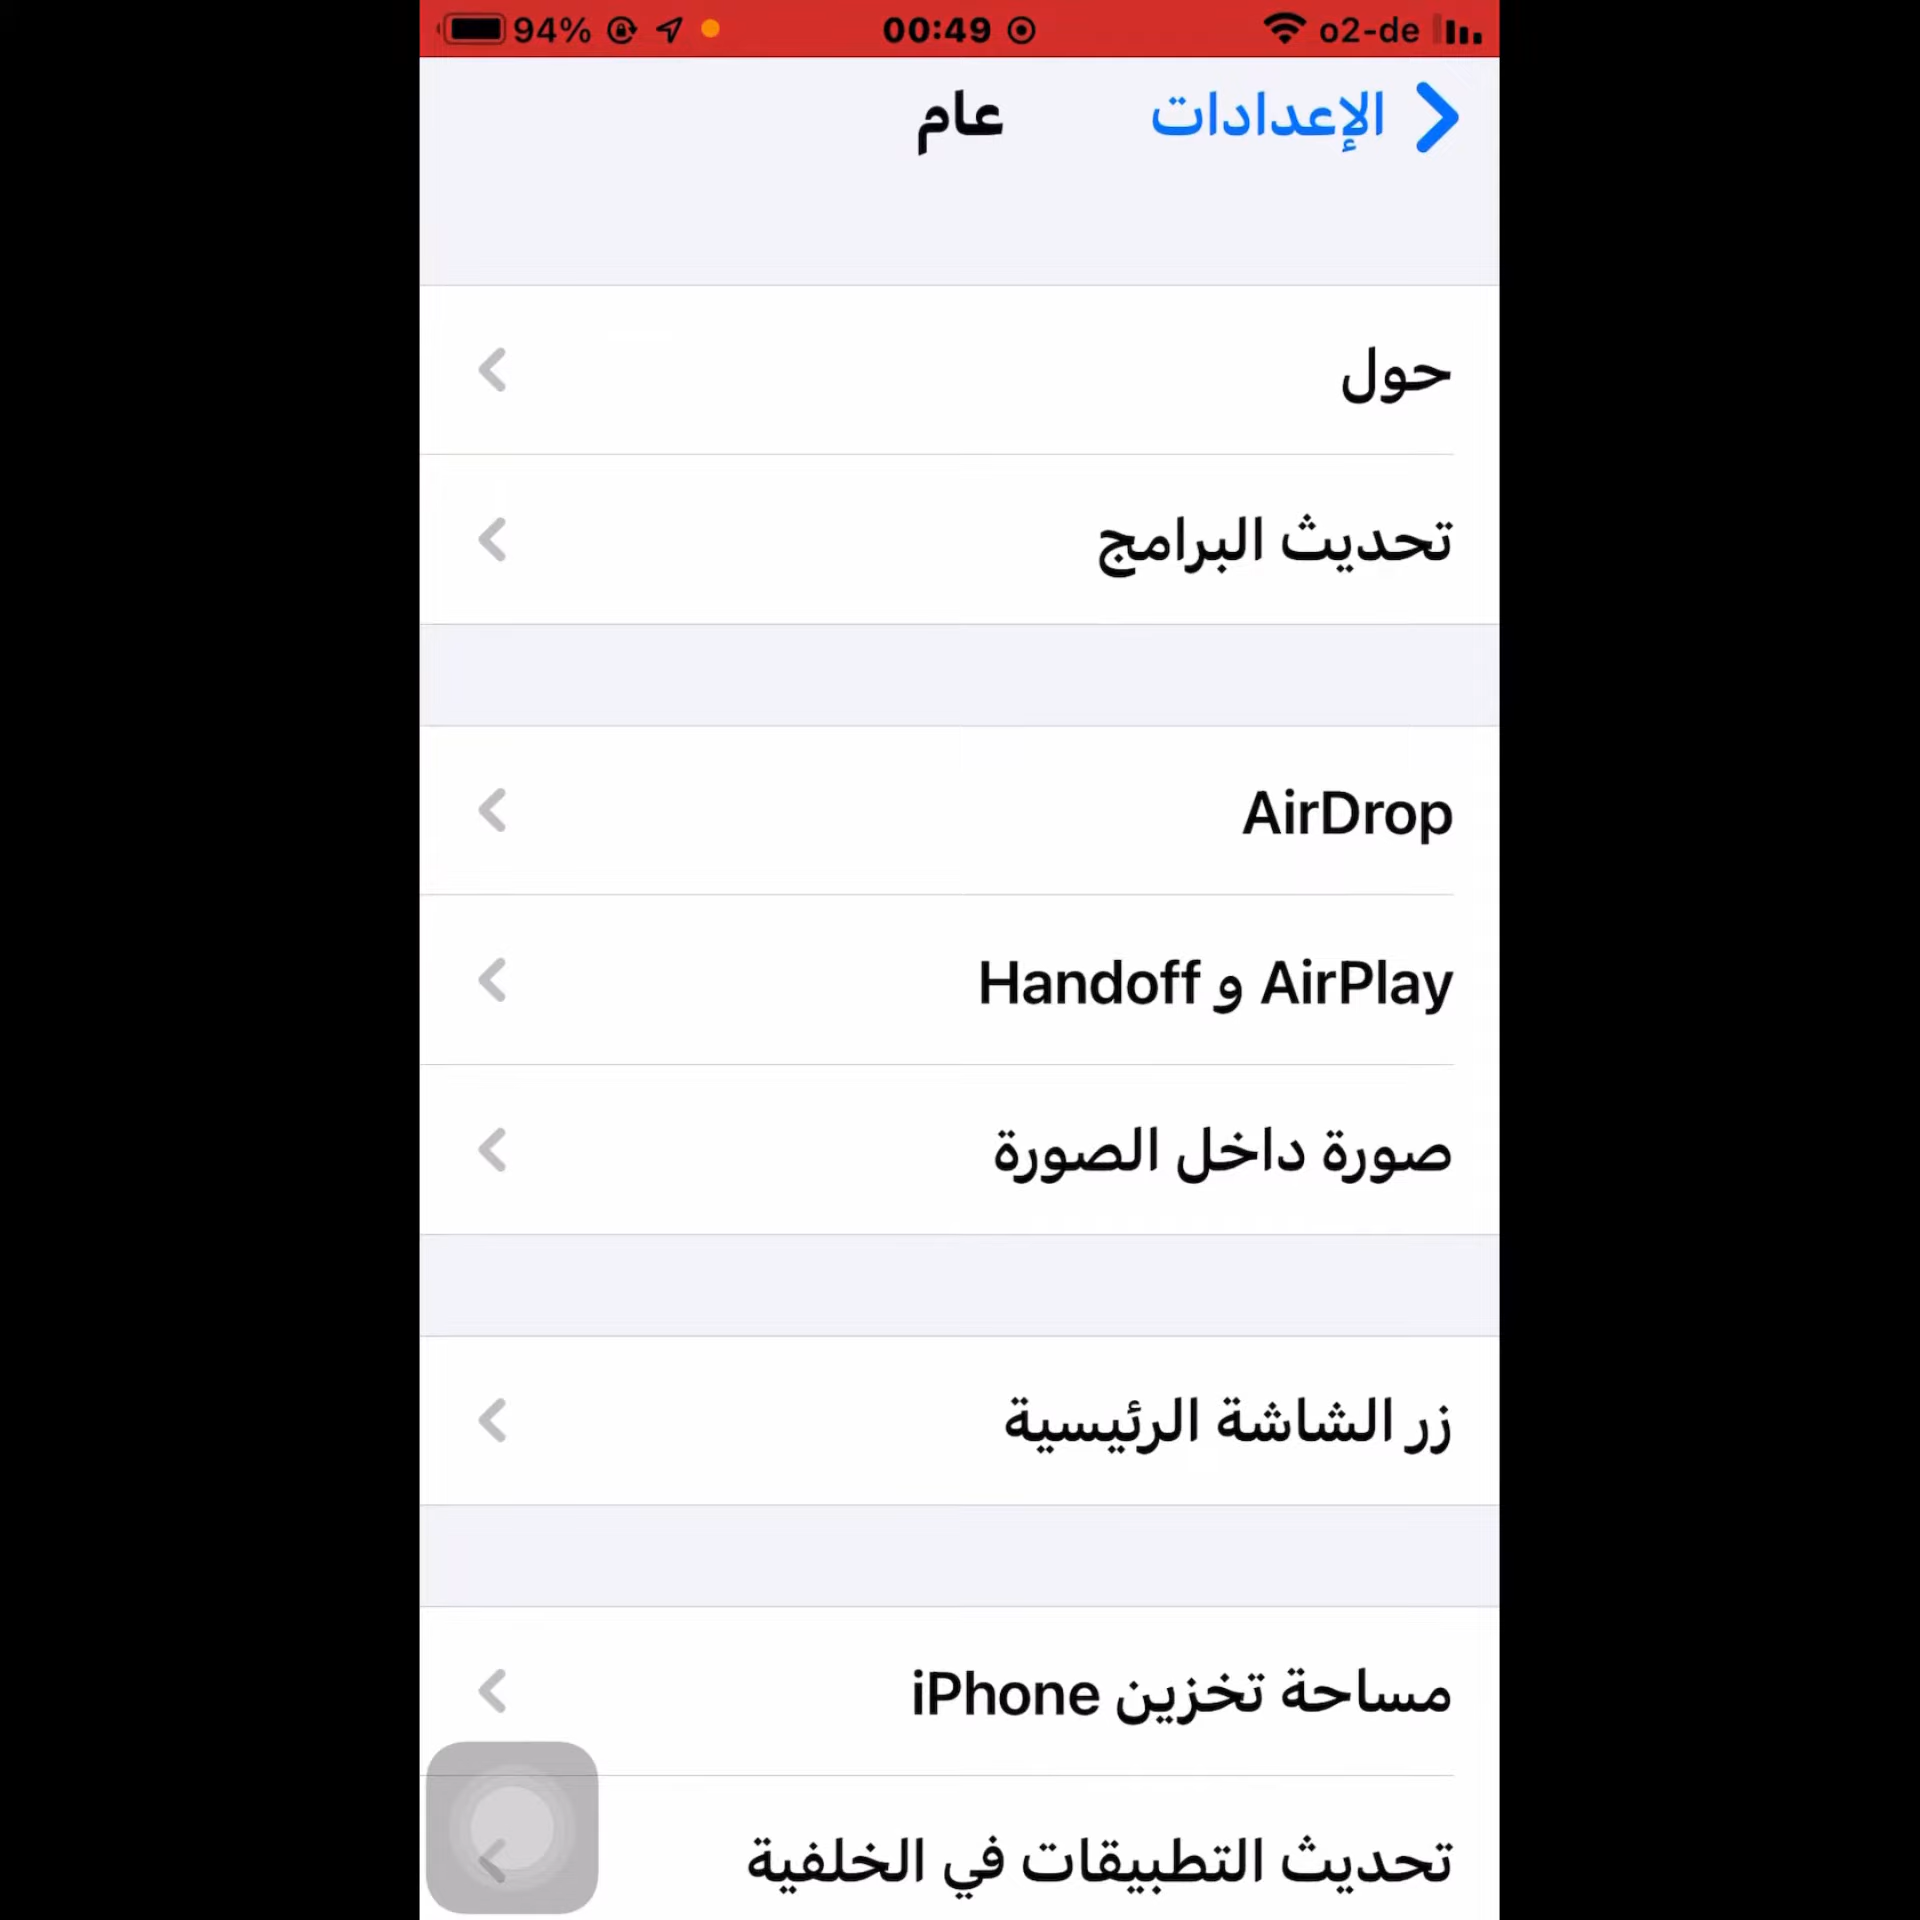 94% 00:49 o2-de
الإعدادات
عام
حول
تحديث البرامج
AirDrop
AirPlay و Handoff
صورة داخل الصورة
زر الشاشة الرئيسية
مساحة تخزين iPhone
تحديث التطبيقات في الخلفية